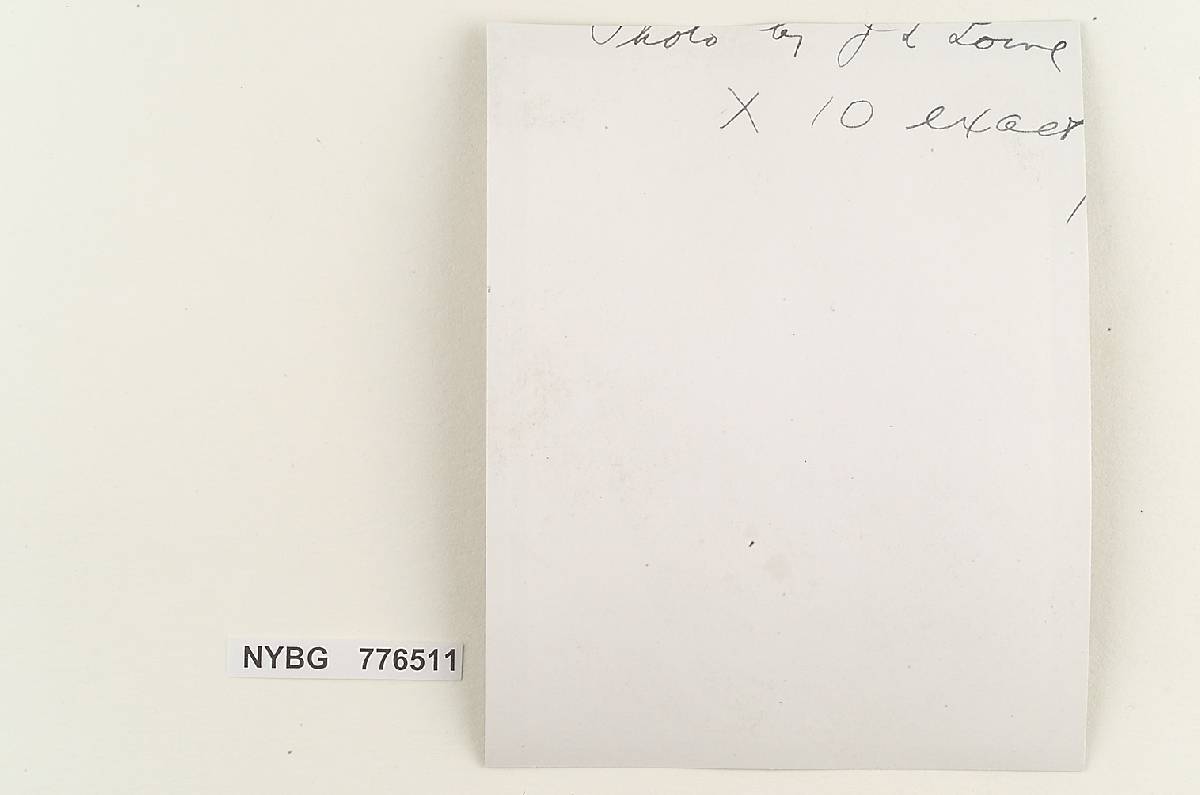 Photo by J L Lowe
X 10 exact
NYBG 776511